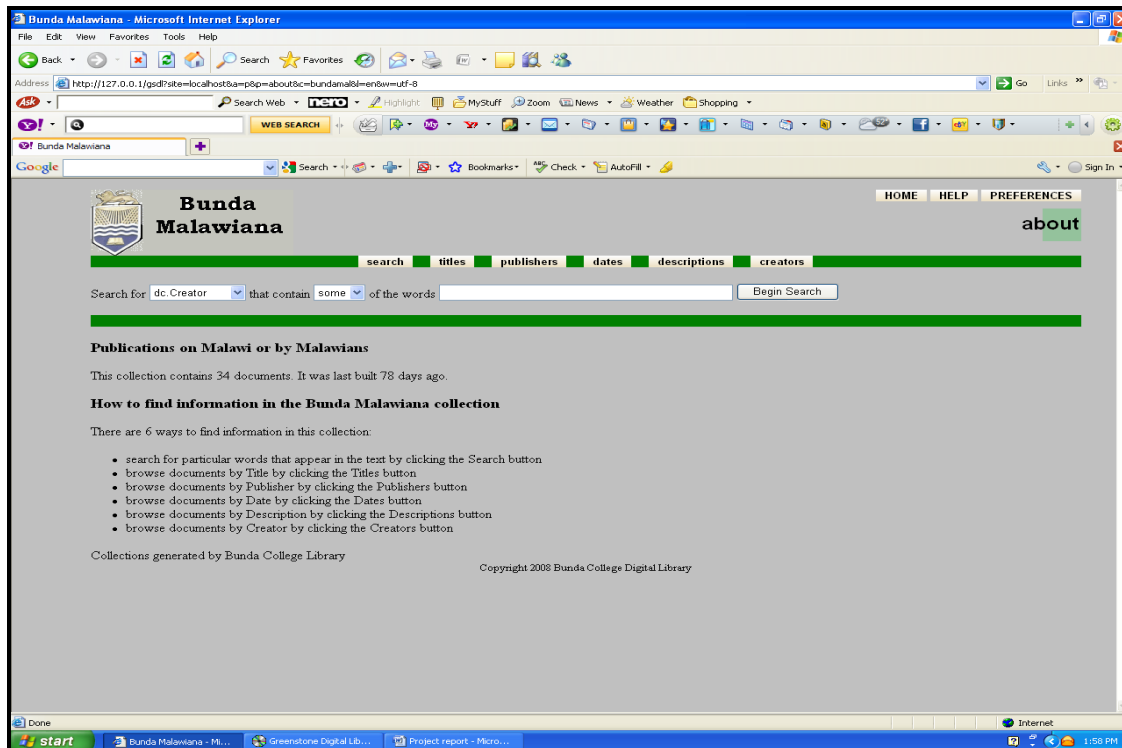 Bunda Malawiana - Microsoft Internet Explorer
File Edit View Favorites Tools Help
Back Search Favorites
Address http://127.0.0.1/gsdl?site=localhost&a=p&p=about&c=bundamal&l=en&w=utf-8 Go Links »
Ask Search Web nero Highlight MyStuff Zoom News Weather Shopping
Y! WEB SEARCH
Y! Bunda Malawiana
Google Search Bookmarks Check AutoFill Sign In
Bunda
Malawiana
HOME HELP PREFERENCES
about
search titles publishers dates descriptions creators
Search for dc.Creator that contain some of the words Begin Search
Publications on Malawi or by Malawians
This collection contains 34 documents. It was last built 78 days ago.
How to find information in the Bunda Malawiana collection
There are 6 ways to find information in this collection:
• search for particular words that appear in the text by clicking the Search button
• browse documents by Title by clicking the Titles button
• browse documents by Publisher by clicking the Publishers button
• browse documents by Date by clicking the Dates button
• browse documents by Description by clicking the Descriptions button
• browse documents by Creator by clicking the Creators button
Collections generated by Bunda College Library
Copyright 2008 Bunda College Digital Library
Done Internet
start Bunda Malawiana - Mi... Greenstone Digital Lib... Project report - Micro... 1:58 PM